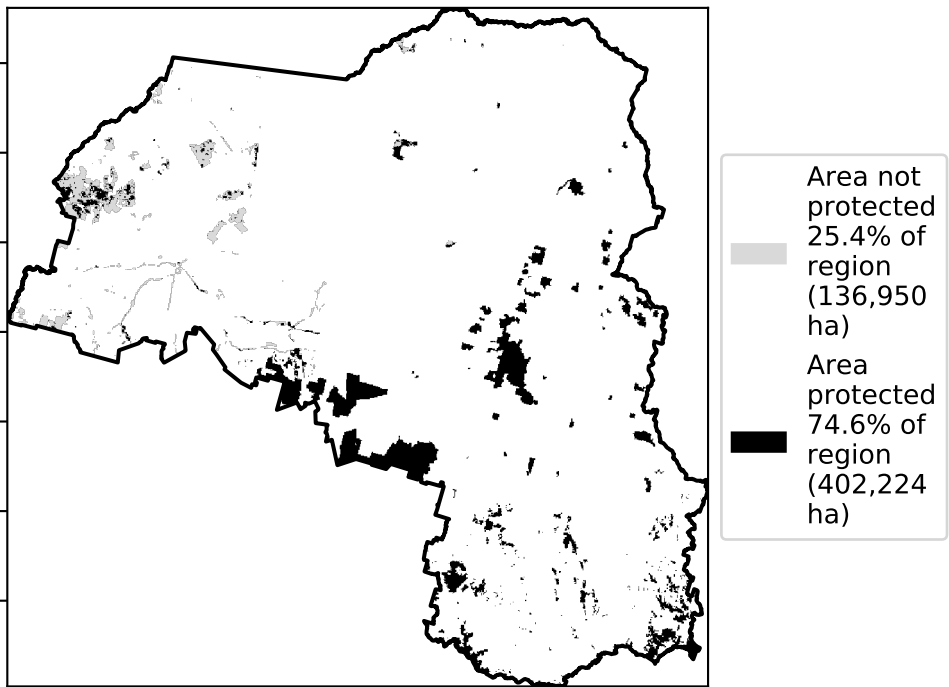 Area not
protected
25.4% of
region
(136,950
ha)
Area
protected
74.6% of
region
(402,224
ha)